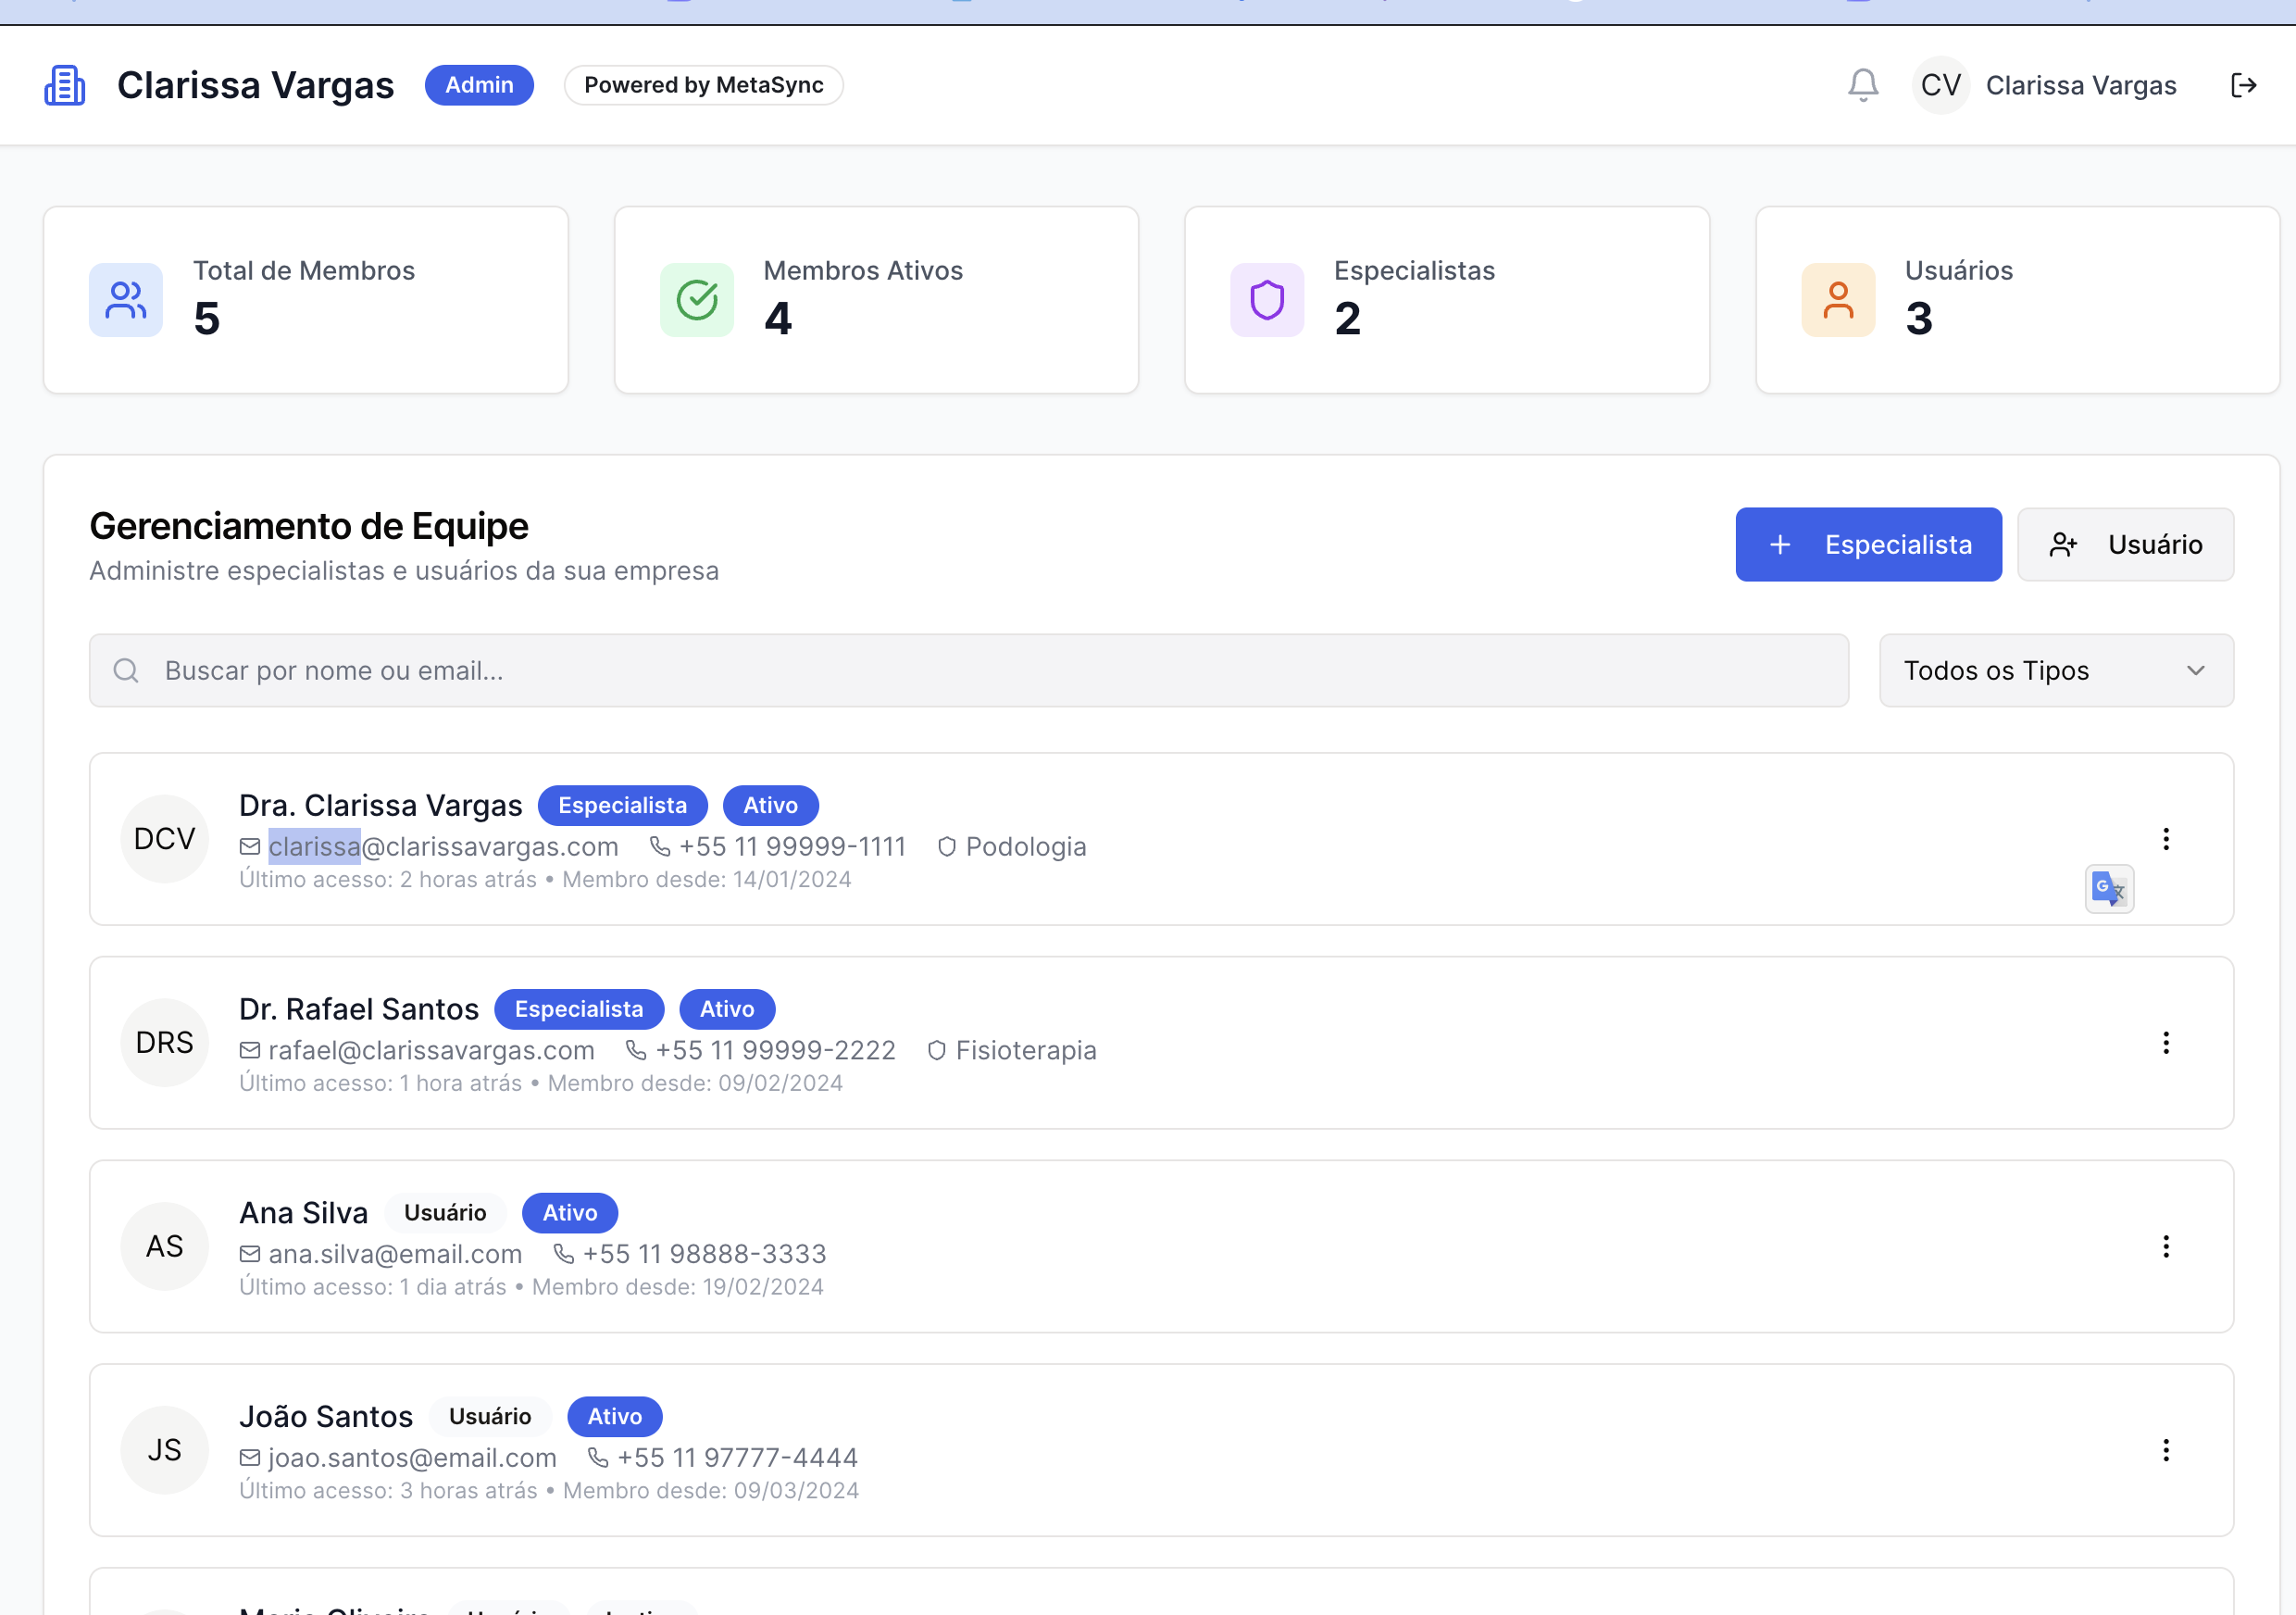 Clarissa Vargas Admin Powered by MetaSync CV Clarissa Vargas
Total de Membros
5
Membros Ativos
4
Especialistas
2
Usuários
3
Gerenciamento de Equipe
Administre especialistas e usuários da sua empresa
+ Especialista
Usuário
Buscar por nome ou email...
Todos os Tipos
DCV
Dra. Clarissa Vargas Especialista Ativo
clarissa@clarissavargas.com +55 11 99999-1111 Podologia
Último acesso: 2 horas atrás • Membro desde: 14/01/2024
DRS
Dr. Rafael Santos Especialista Ativo
rafael@clarissavargas.com +55 11 99999-2222 Fisioterapia
Último acesso: 1 hora atrás • Membro desde: 09/02/2024
AS
Ana Silva Usuário Ativo
ana.silva@email.com +55 11 98888-3333
Último acesso: 1 dia atrás • Membro desde: 19/02/2024
JS
João Santos Usuário Ativo
joao.santos@email.com +55 11 97777-4444
Último acesso: 3 horas atrás • Membro desde: 09/03/2024